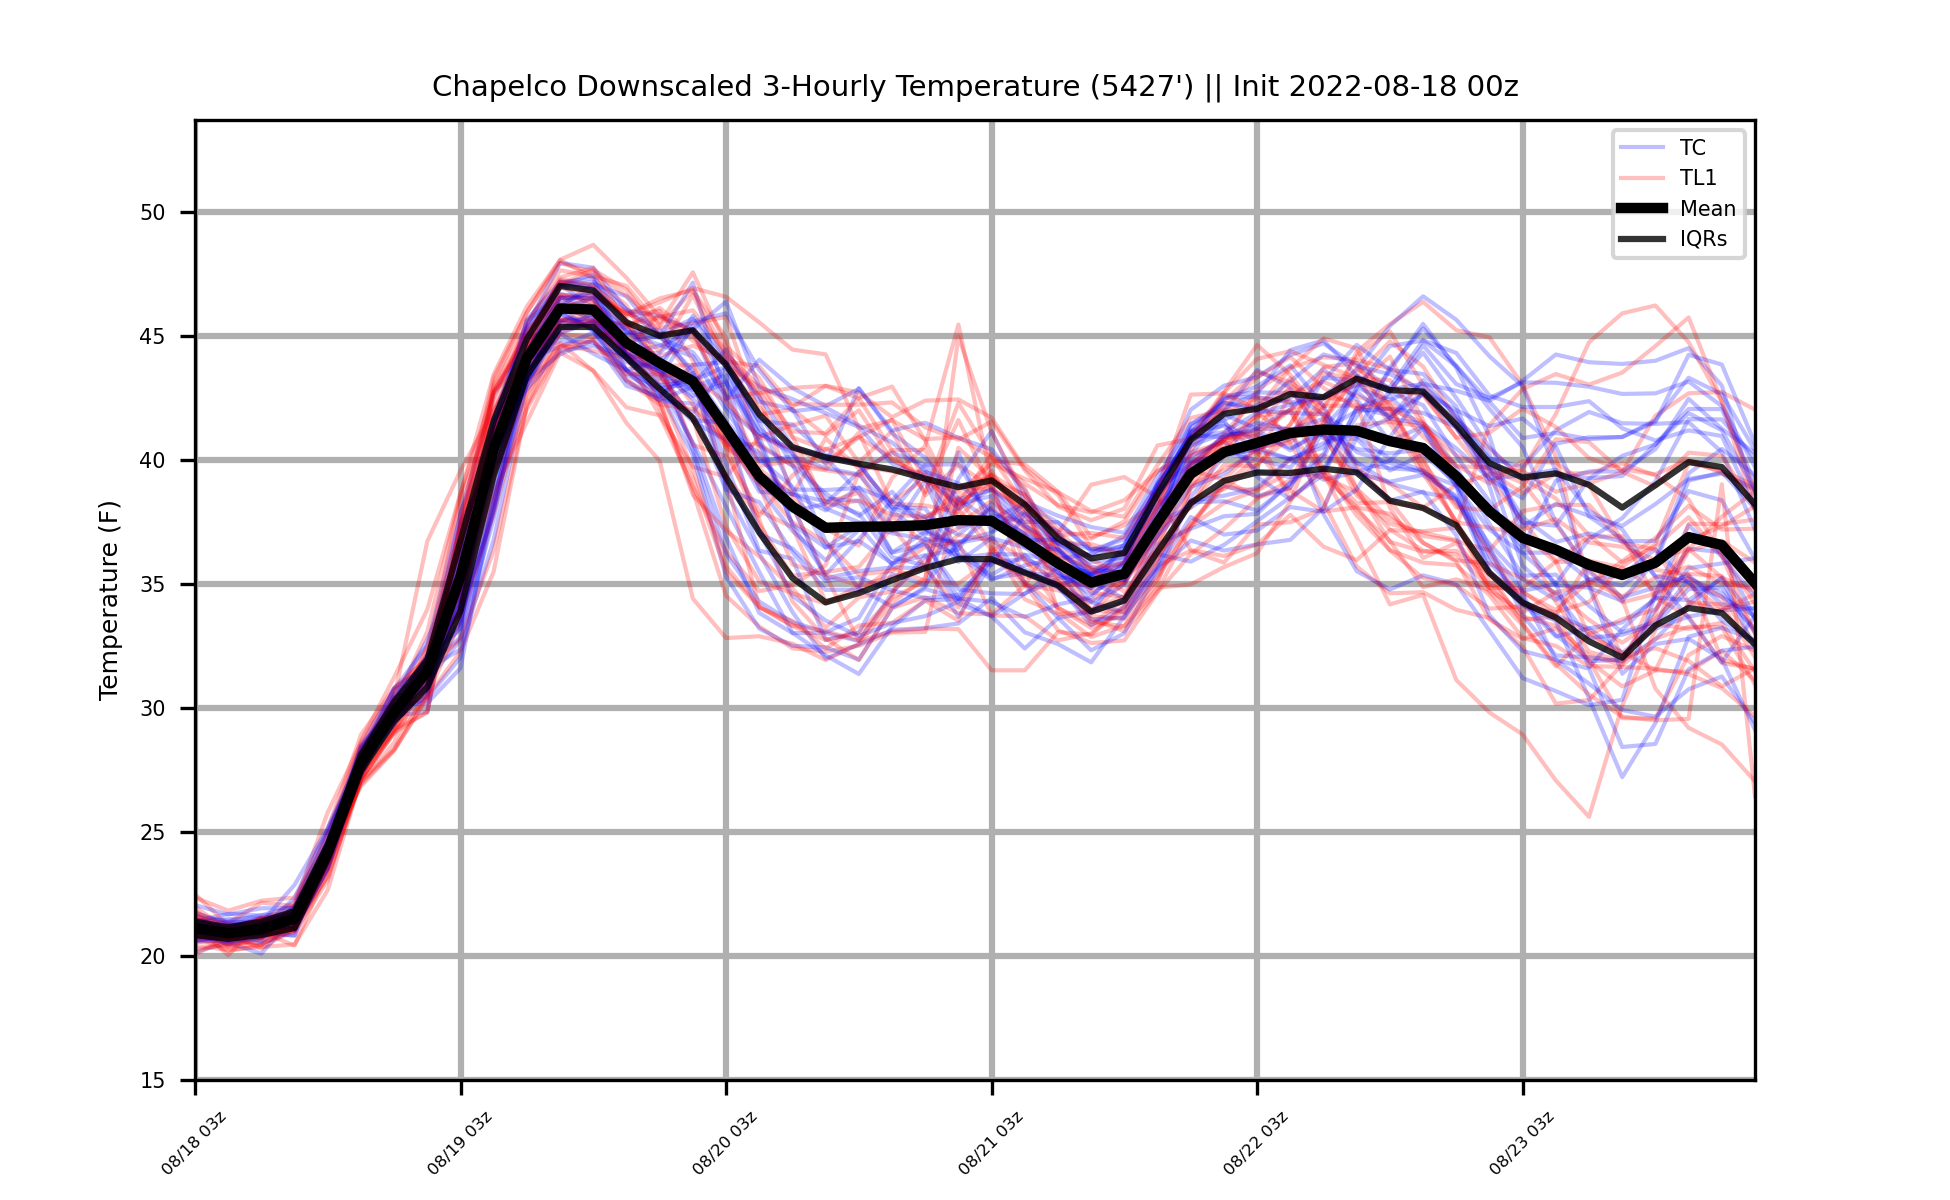 Chapelco Downscaled 3-Hourly Temperature (5427') || Init 2022-08-18 00z
TC
TL1
Mean
IQRs
Temperature (F)
50
45
40
35
30
25
20
15
08/18 03z
08/19 03z
08/20 03z
08/21 03z
08/22 03z
08/23 03z